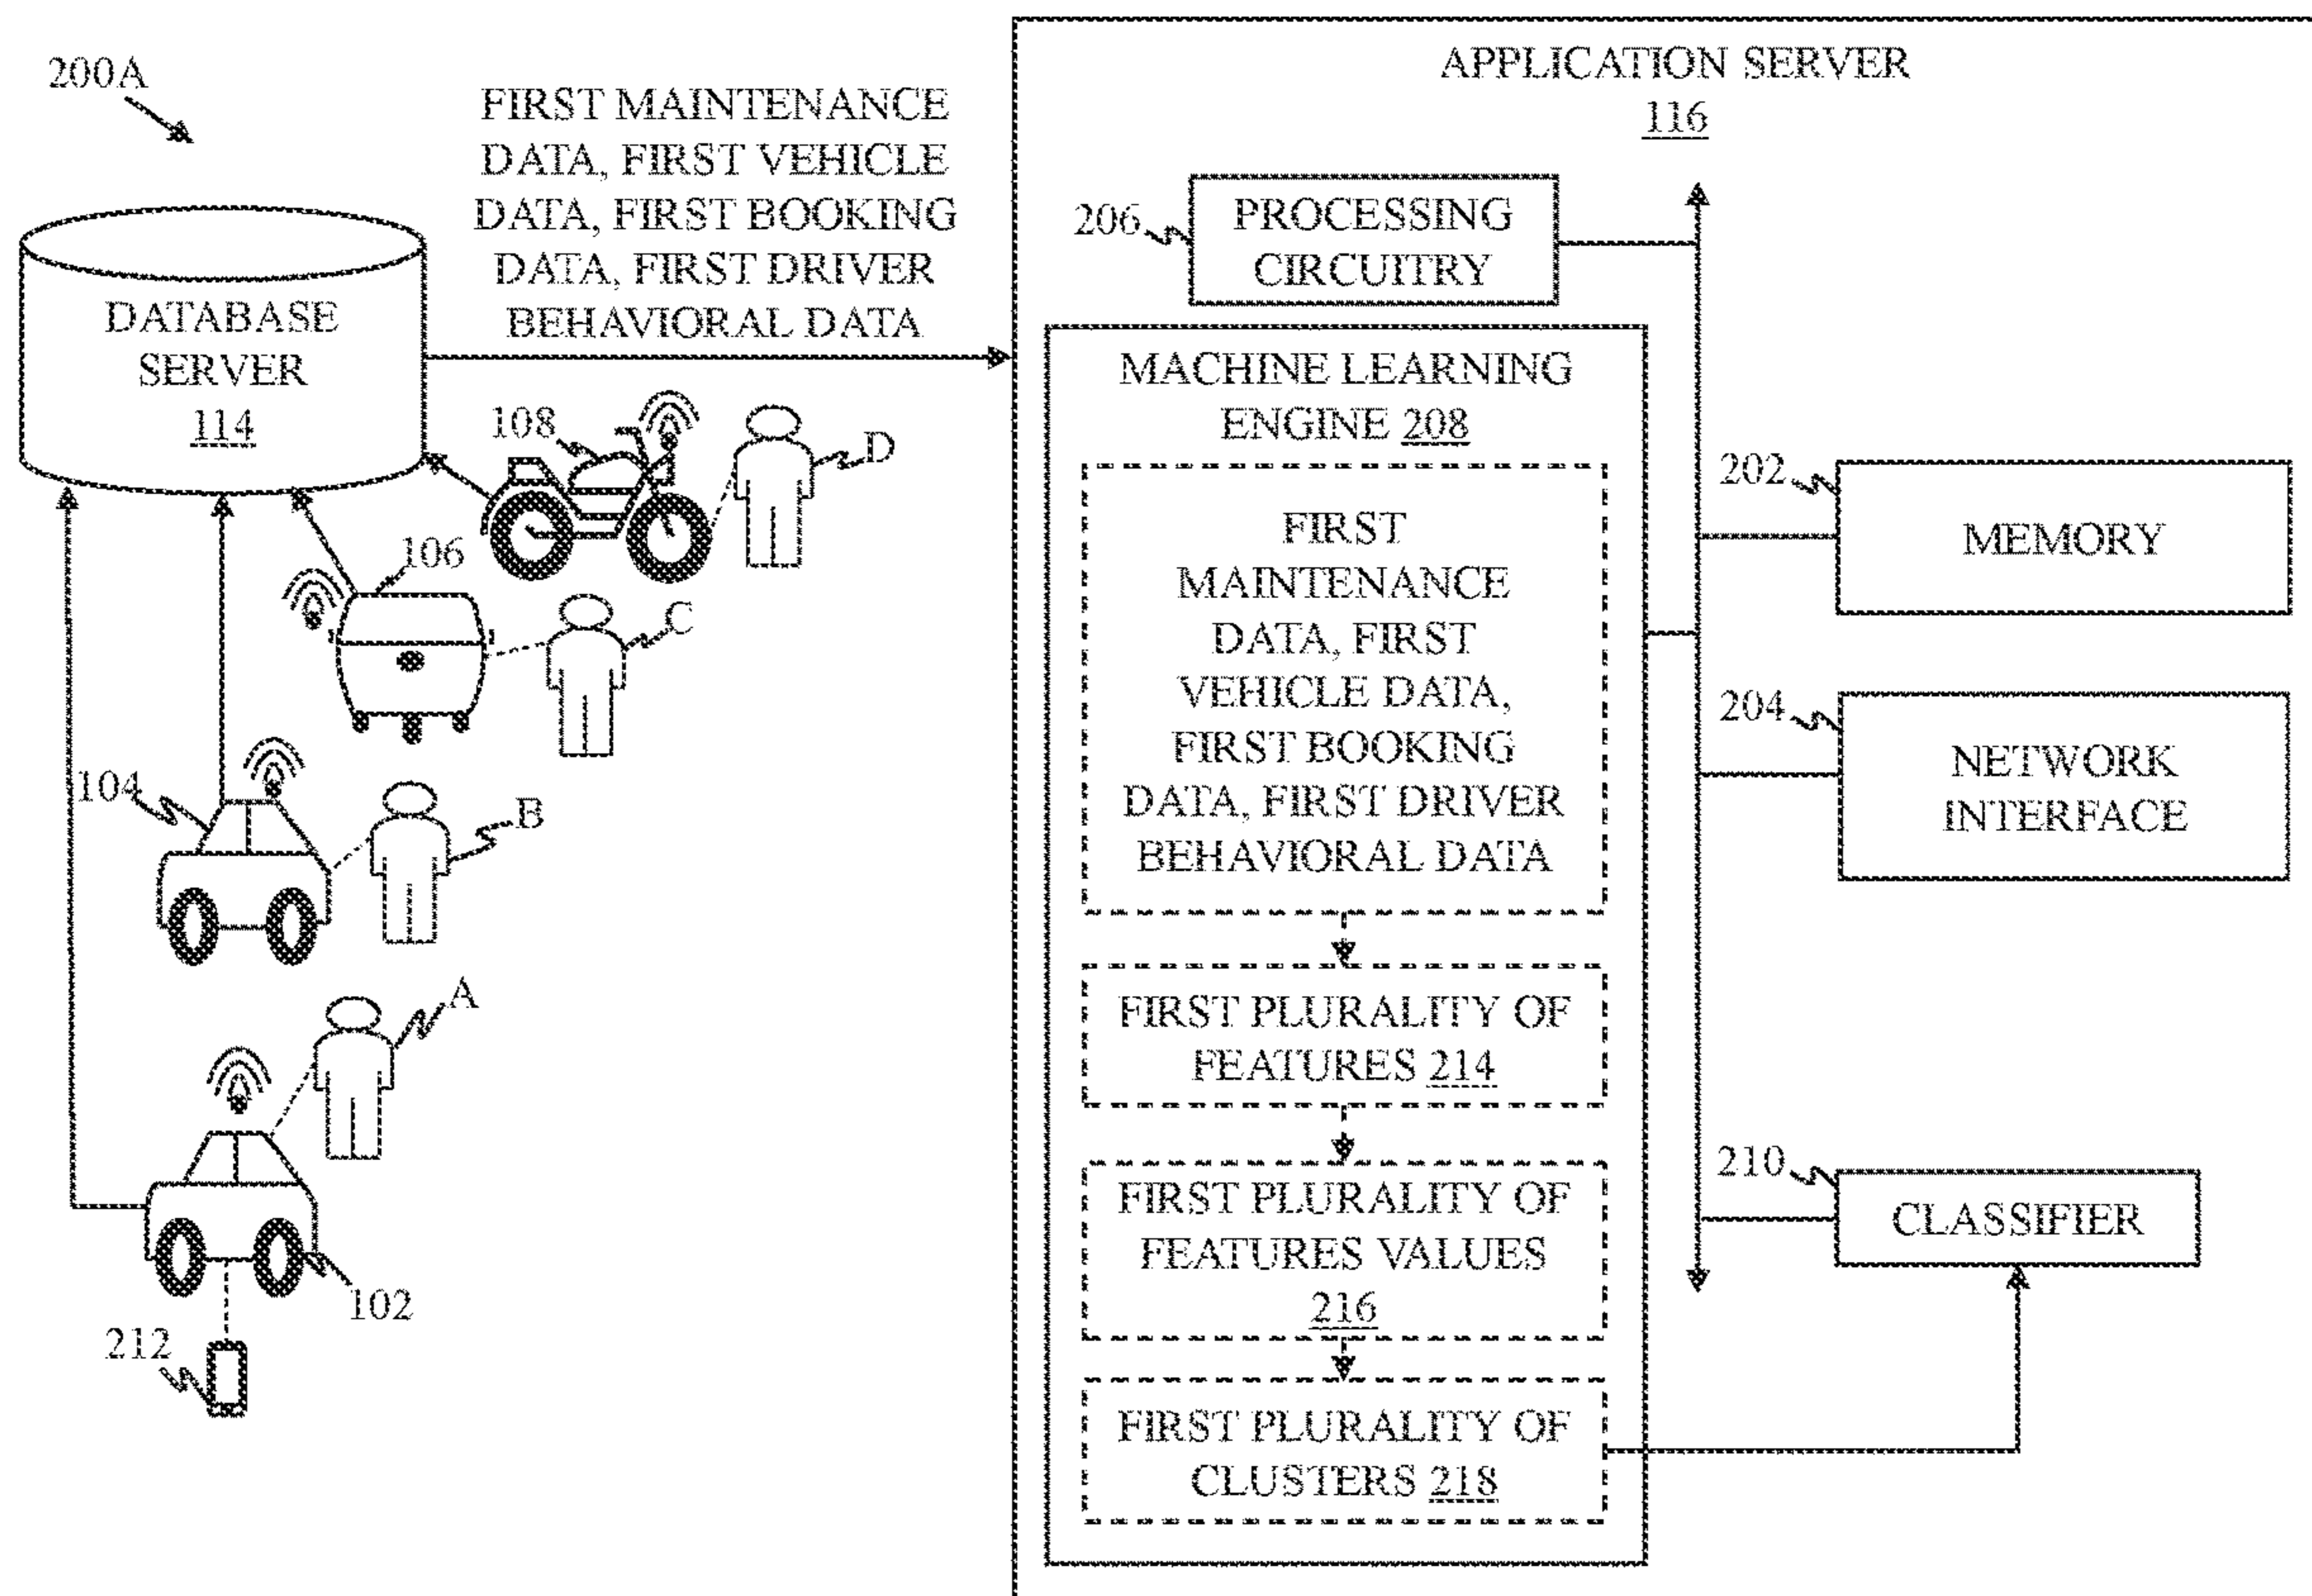 200A
FIRST MAINTENANCE
DATA, FIRST VEHICLE
DATA, FIRST BOOKING
DATA, FIRST DRIVER
BEHAVIORAL DATA
DATABASE
SERVER
114
108
D
106
C
104
B
A
102
212
APPLICATION SERVER
116
206
PROCESSING
CIRCUITRY
MACHINE LEARNING
ENGINE 208
FIRST
MAINTENANCE
DATA, FIRST
VEHICLE DATA,
FIRST BOOKING
DATA, FIRST DRIVER
BEHAVIORAL DATA
FIRST PLURALITY OF
FEATURES 214
FIRST PLURALITY OF
FEATURES VALUES
216
FIRST PLURALITY OF
CLUSTERS 218
202
MEMORY
204
NETWORK
INTERFACE
210
CLASSIFIER